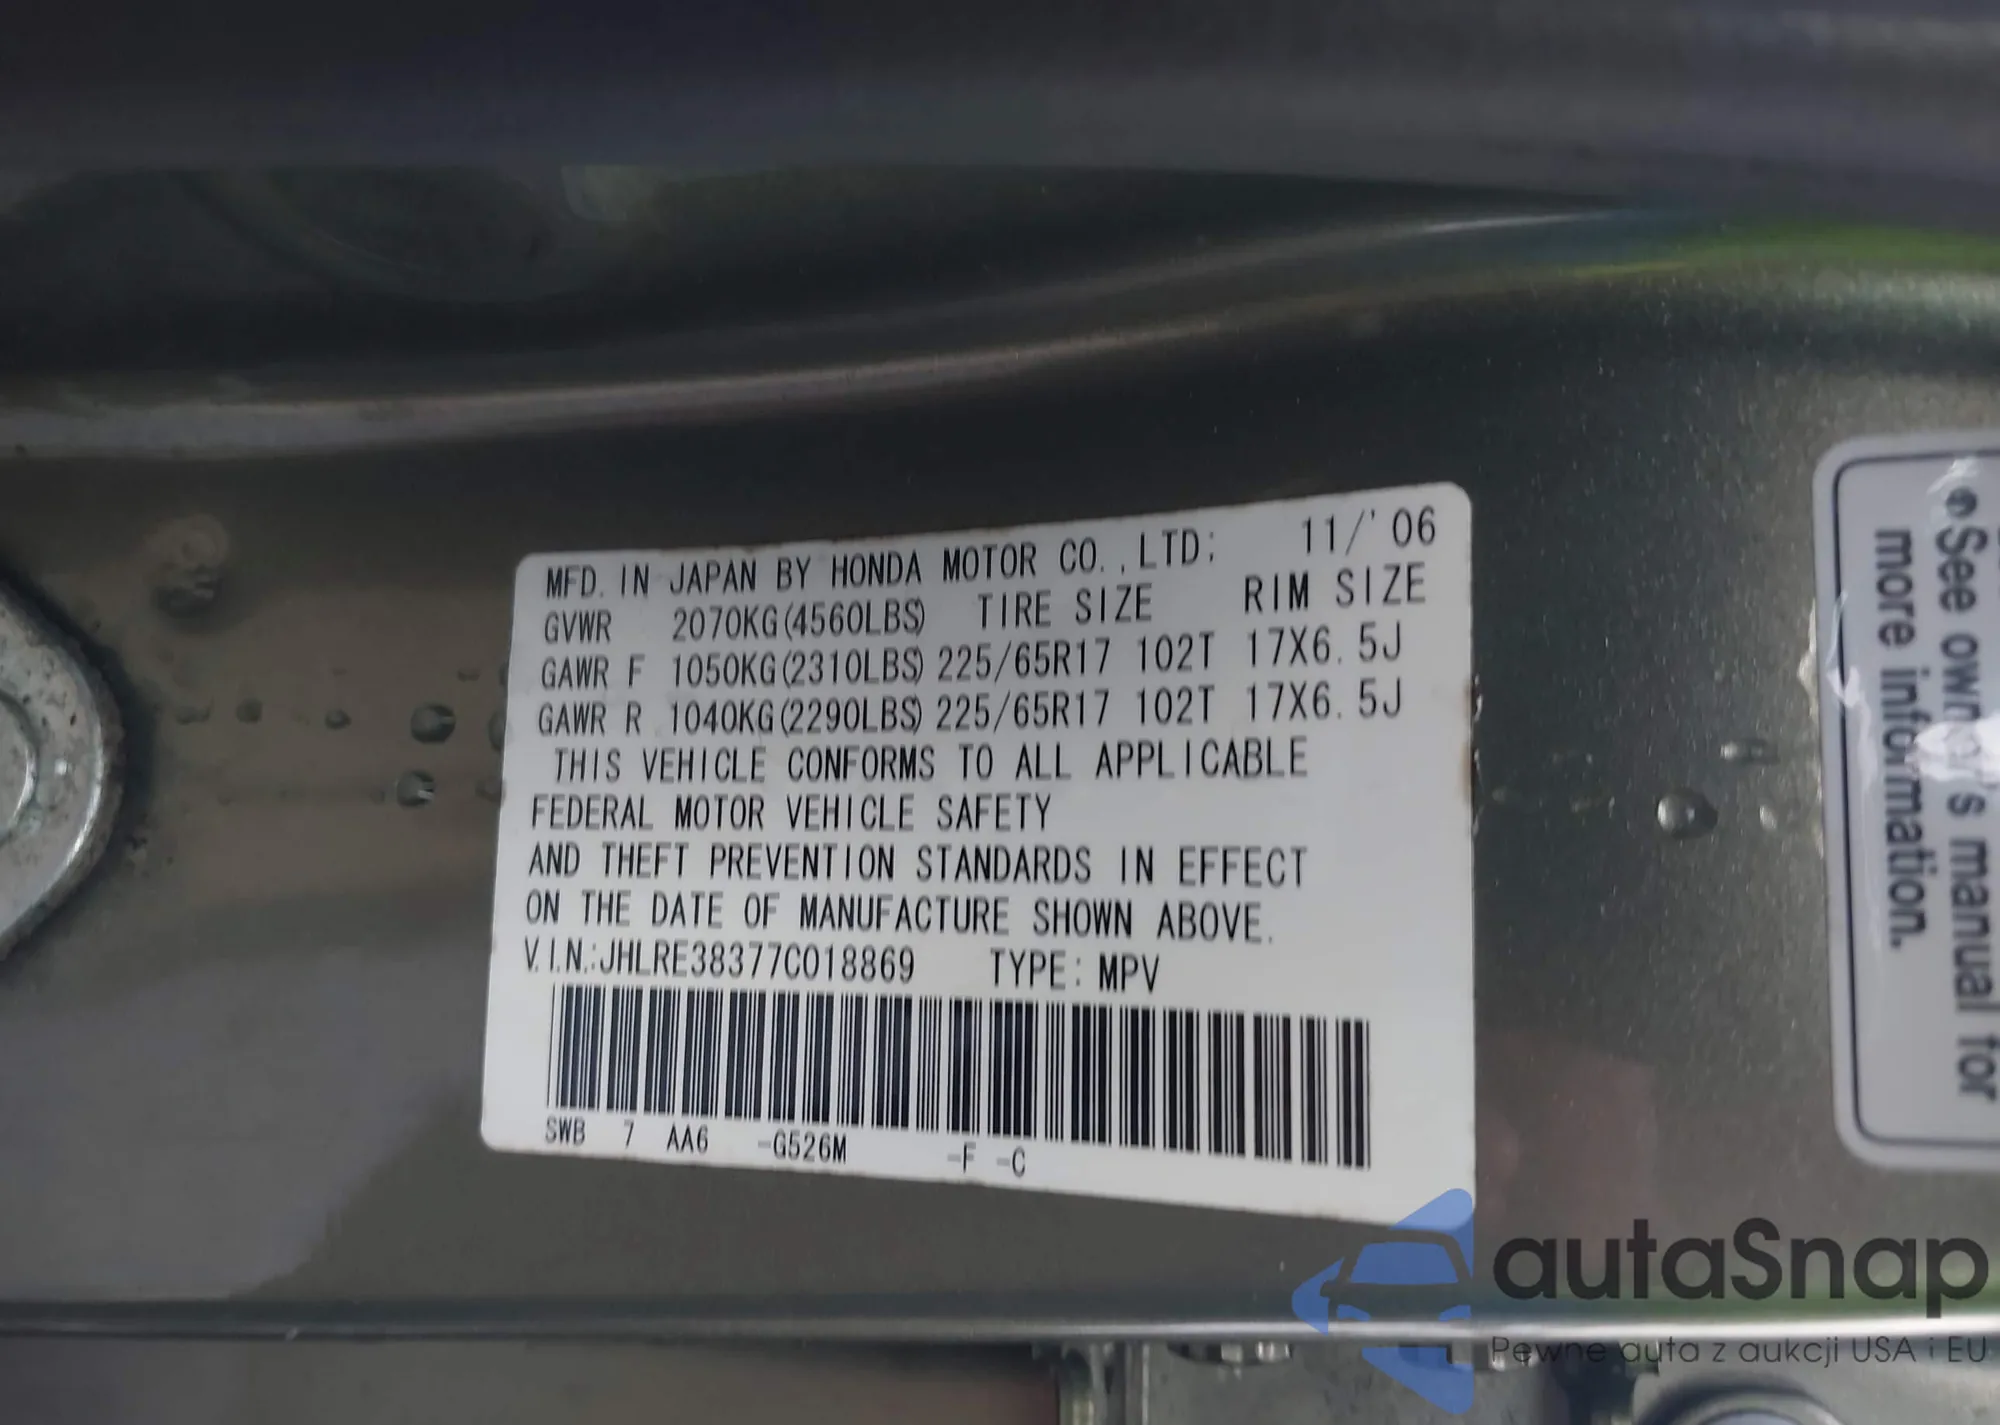 MFD. IN JAPAN BY HONDA MOTOR CO.,LTD; 11/'06
GVWR 2070KG(4560LBS) TIRE SIZE RIM SIZE
GAWR F 1050KG(2310LBS) 225/65R17 102T 17X6.5J
GAWR R 1040KG(2290LBS) 225/65R17 102T 17X6.5J
THIS VEHICLE CONFORMS TO ALL APPLICABLE
FEDERAL MOTOR VEHICLE SAFETY
AND THEFT PREVENTION STANDARDS IN EFFECT
ON THE DATE OF MANUFACTURE SHOWN ABOVE.
V.I.N.:JHLRE38377C018869 TYPE: MPV
SWB 7 AA6 -G526M -F -C
•See owner's manual for
more information.
autaSnap
Pewne auta z aukcji USA i EU